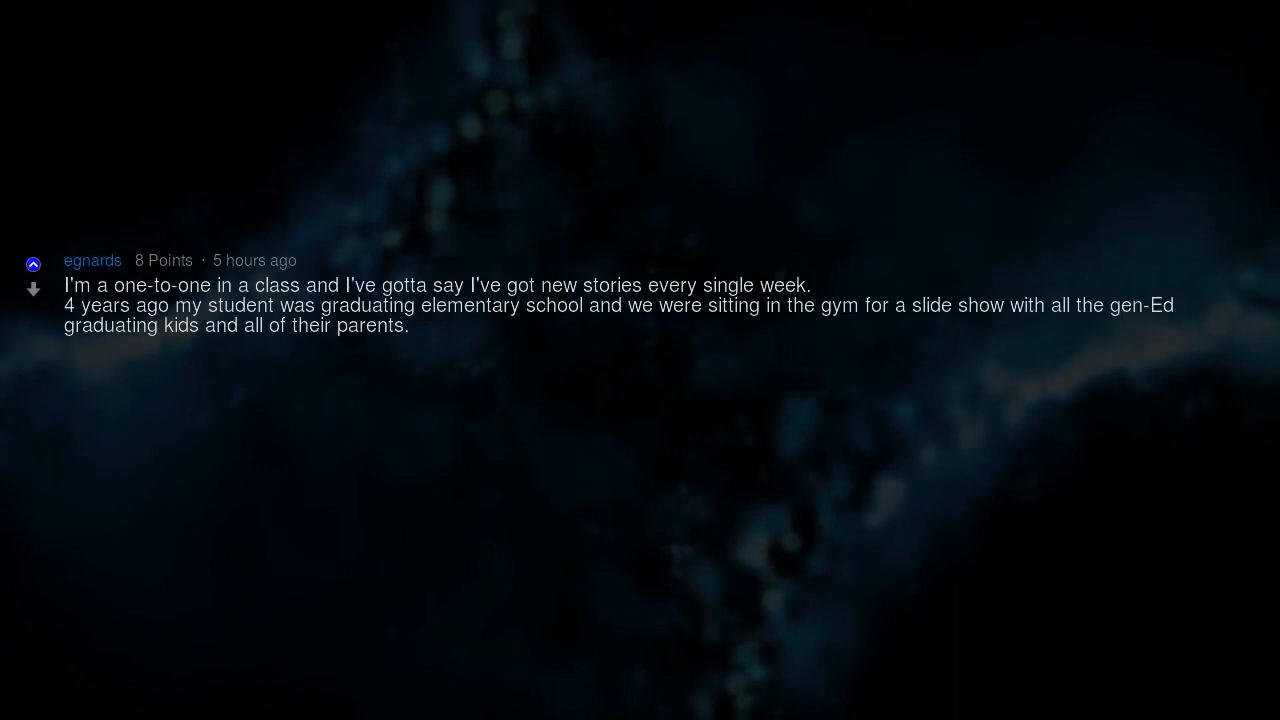 egnards 8 Points · 5 hours ago
I'm a one-to-one in a class and I've gotta say I've got new stories every single week.
4 years ago my student was graduating elementary school and we were sitting in the gym for a slide show with all the gen-Ed
graduating kids and all of their parents.